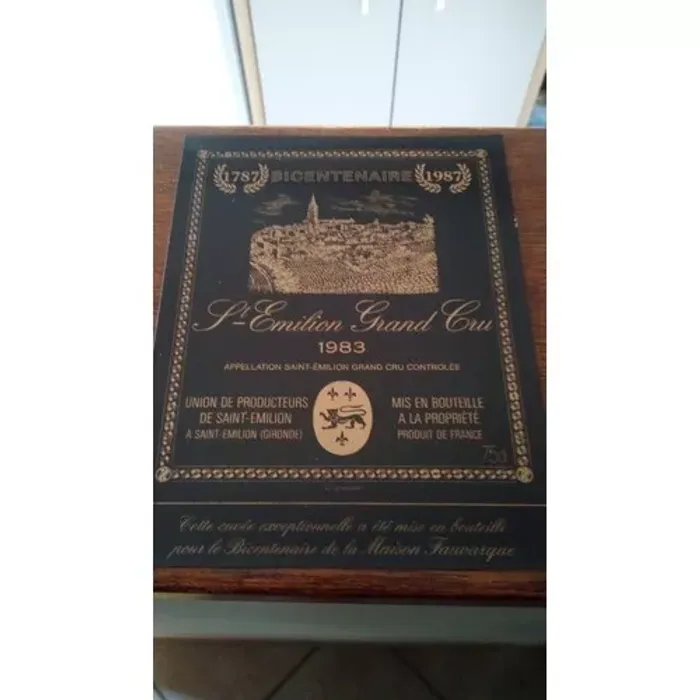 1787 BICENTENAIRE 1987
St Emilion Grand Cru
1983
APPELLATION SAINT-ÉMILION GRAND CRU CONTROLÉE
UNION DE PRODUCTEURS
DE SAINT-EMILION
A SAINT-EMILION (GIRONDE)
MIS EN BOUTEILLE
A LA PROPRIÉTÉ
PRODUIT DE FRANCE
75cl
Cette cuvée exceptionnelle a été mise en bouteille
pour le Bicentenaire de la Maison Fauvarque